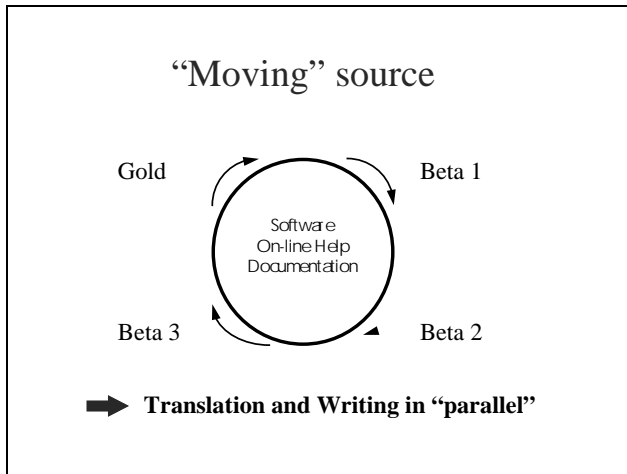 “Moving” source
Gold
Beta 1
Software
On-line Help
Documentation
Beta 3
Beta 2
Translation and Writing in “parallel”